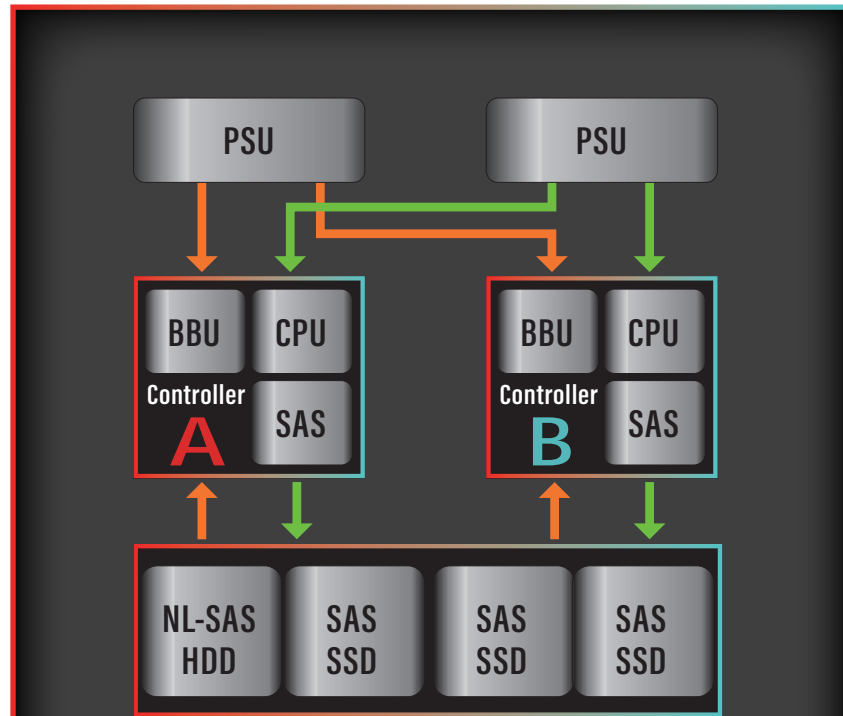 PSU
PSU
BBU
CPU
Controller
A
SAS
BBU
CPU
Controller
B
SAS
NL-SAS
HDD
SAS
SSD
SAS
SSD
SAS
SSD